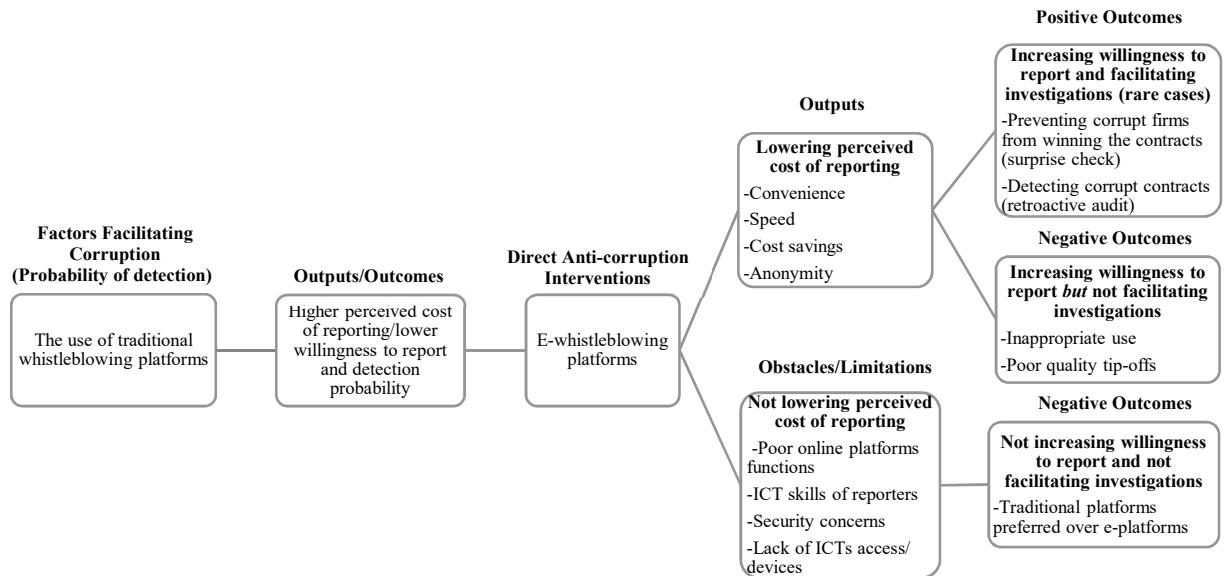 Factors Facilitating
Corruption
(Probability of detection)
The use of traditional
whistleblowing platforms
Outputs/Outcomes
Higher perceived cost
of reporting/lower
willingness to report
and detection
probability
Direct Anti-corruption
Interventions
E-whistleblowing
platforms
Outputs
Lowering perceived
cost of reporting
-Convenience
-Speed
-Cost savings
-Anonymity
Obstacles/Limitations
Not lowering perceived
cost of reporting
-Poor online platforms
functions
-ICT skills of reporters
-Security concerns
-Lack of ICTs access/
devices
Positive Outcomes
Increasing willingness to
report and facilitating
investigations (rare cases)
-Preventing corrupt firms
from winning the contracts
(surprise check)
-Detecting corrupt contracts
(retroactive audit)
Negative Outcomes
Increasing willingness to
report but not facilitating
investigations
-Inappropriate use
-Poor quality tip-offs
Negative Outcomes
Not increasing willingness
to report and not
facilitating investigations
-Traditional platforms
preferred over e-platforms